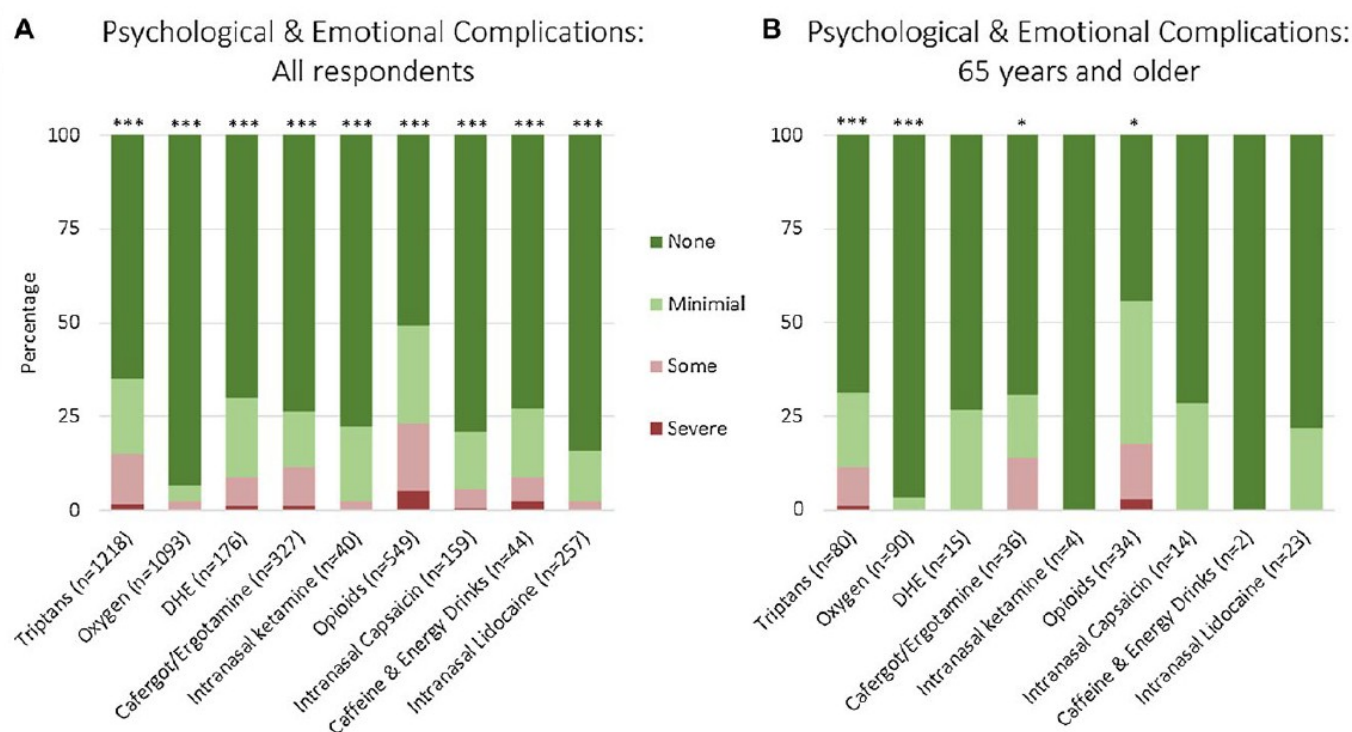 A
Psychological & Emotional Complications:
All respondents
*** *** *** *** *** *** *** *** ***
100
75
50
25
0
Percentage
Triptans (n=1218)
Oxygen (n=1093)
DHE (n=176)
Cafergot/Ergotamine (n=327)
Intranasal ketamine (n=40)
Opioids (n=549)
Intranasal Capsaicin (n=159)
Caffeine & Energy Drinks (n=44)
Intranasal Lidocaine (n=257)
None
Minimial
Some
Severe
B
Psychological & Emotional Complications:
65 years and older
*** *** * *
100
75
50
25
0
Triptans (n=80)
Oxygen (n=90)
DHE (n=15)
Cafergot/Ergotamine (n=36)
Intranasal ketamine (n=4)
Opioids (n=34)
Intranasal Capsaicin (n=14)
Caffeine & Energy Drinks (n=2)
Intranasal Lidocaine (n=23)